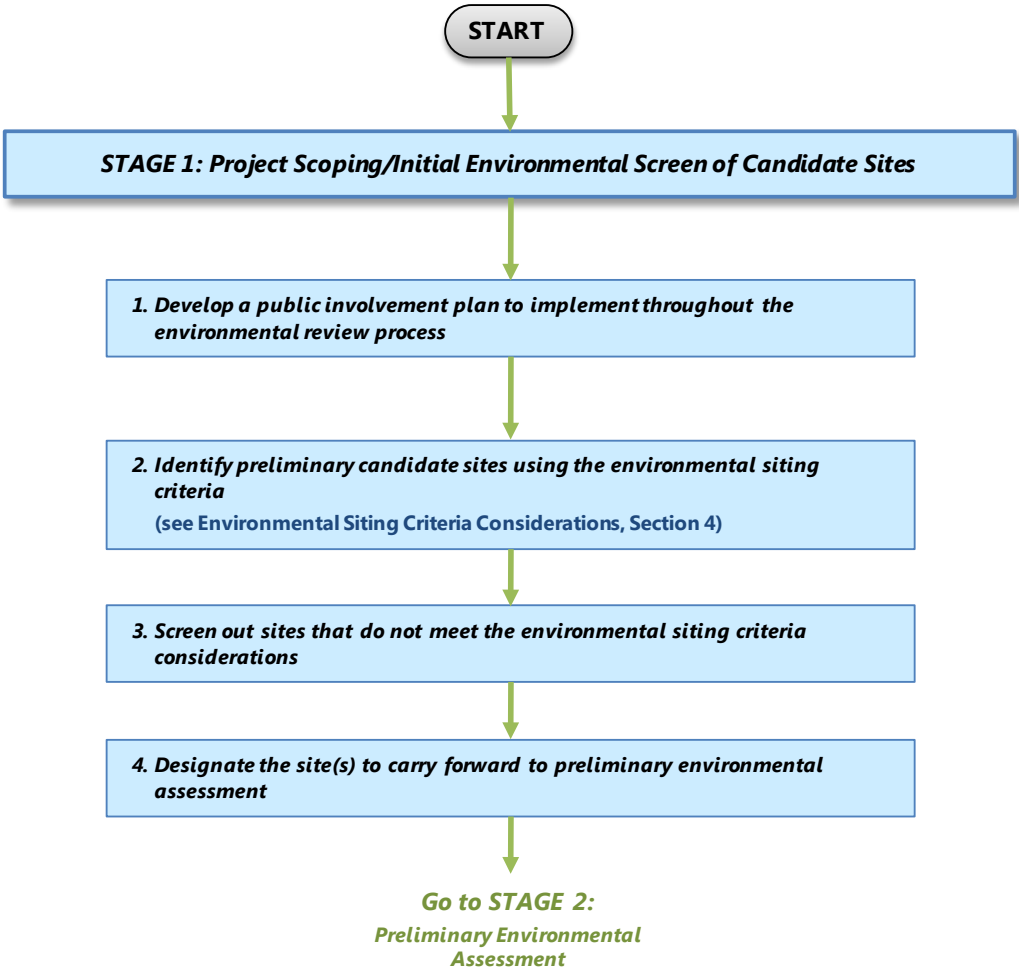 START
STAGE 1: Project Scoping/Initial Environmental Screen of Candidate Sites
1. Develop a public involvement plan to implement throughout the
environmental review process
2. Identify preliminary candidate sites using the environmental siting
criteria
(see Environmental Siting Criteria Considerations, Section 4)
3. Screen out sites that do not meet the environmental siting criteria
considerations
4. Designate the site(s) to carry forward to preliminary environmental
assessment
Go to STAGE 2:
Preliminary Environmental
Assessment